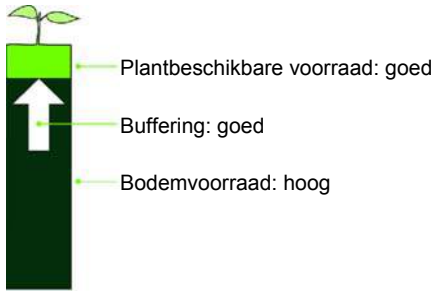 Plantbeschikbare voorraad: goed
Buffering: goed
Bodemvoorraad: hoog